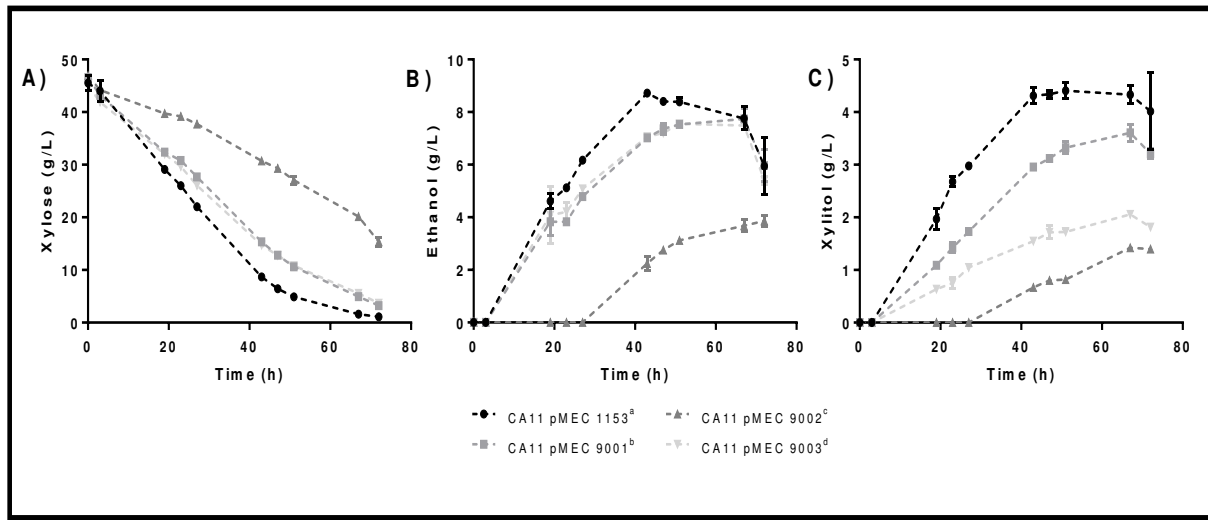 A)
50
40
30
20
10
0
Xylose (g/L)
0 20 40 60 80
Time (h)
B)
10
8
6
4
2
0
Ethanol (g/L)
0 20 40 60 80
Time (h)
C)
5
4
3
2
1
0
Xylitol (g/L)
0 20 40 60 80
Time (h)
CA11 pMEC 1153ᵃ
CA11 pMEC 9002ᶜ
CA11 pMEC 9001ᵇ
CA11 pMEC 9003ᵈ